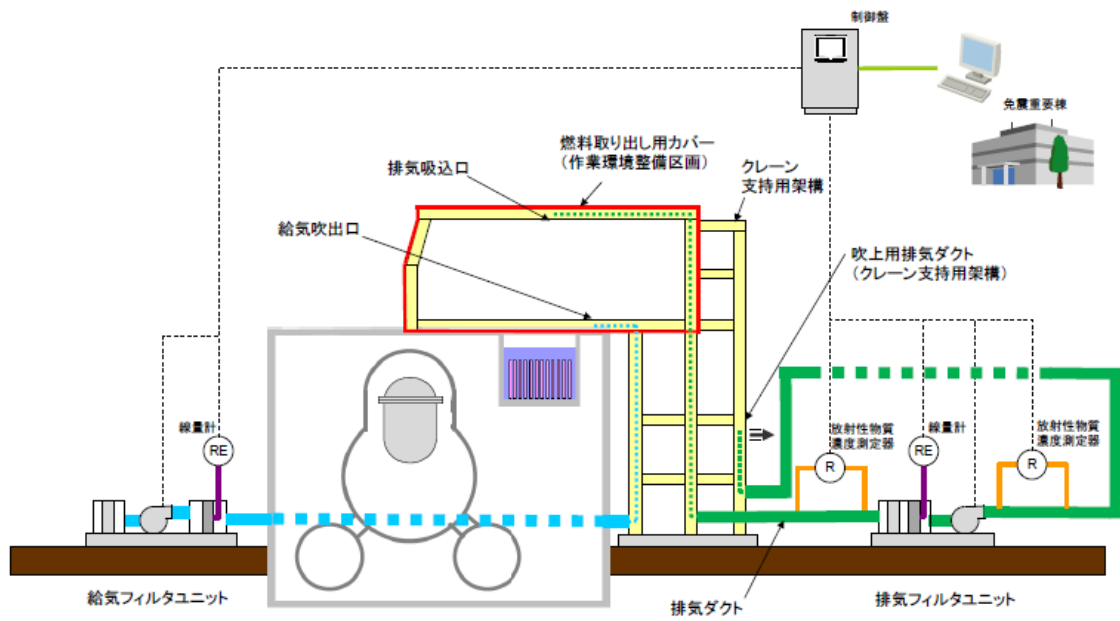 制御盤
免震重要棟
燃料取り出し用カバー
（作業環境整備区画）
クレーン
支持用架構
排気吸込口
給気吹出口
吹上用排気ダクト
（クレーン支持用架構）
線量計
RE
放射性物質
濃度測定器
R
線量計
RE
放射性物質
濃度測定器
R
給気フィルタユニット
排気ダクト
排気フィルタユニット